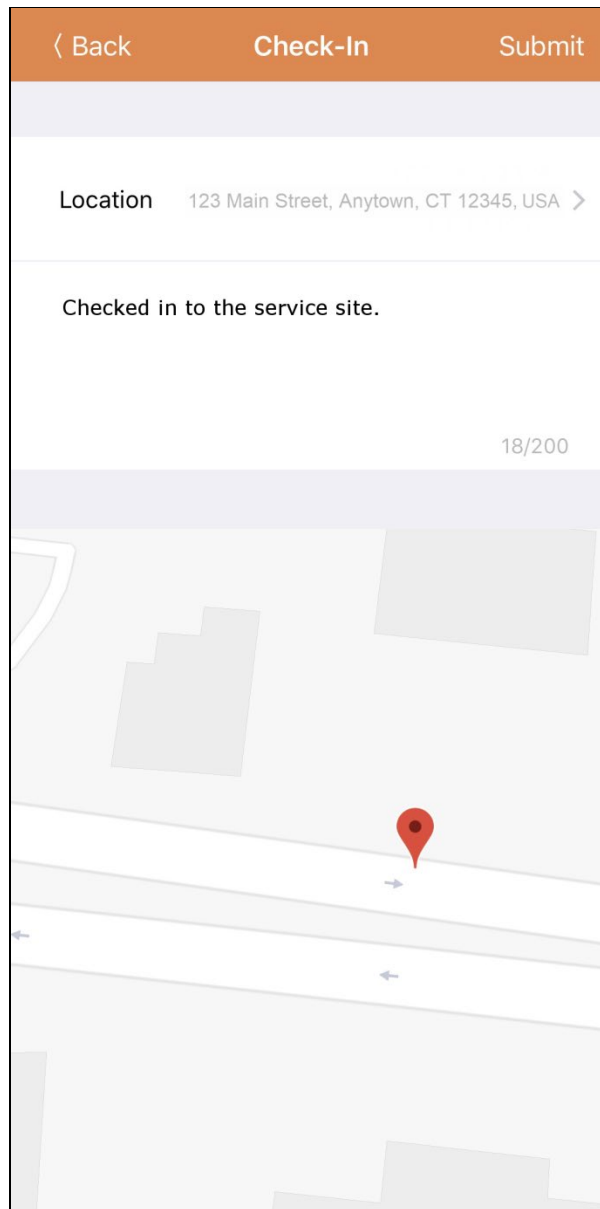 〈 Back Check-In Submit
Location 123 Main Street, Anytown, CT 12345, USA >
Checked in to the service site.
18/200